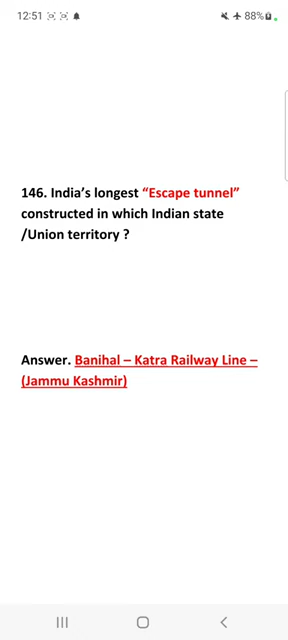 12:51
88%
146. India's longest “Escape tunnel”
constructed in which Indian state
/Union territory ?
Answer. Banihal – Katra Railway Line –
(Jammu Kashmir)